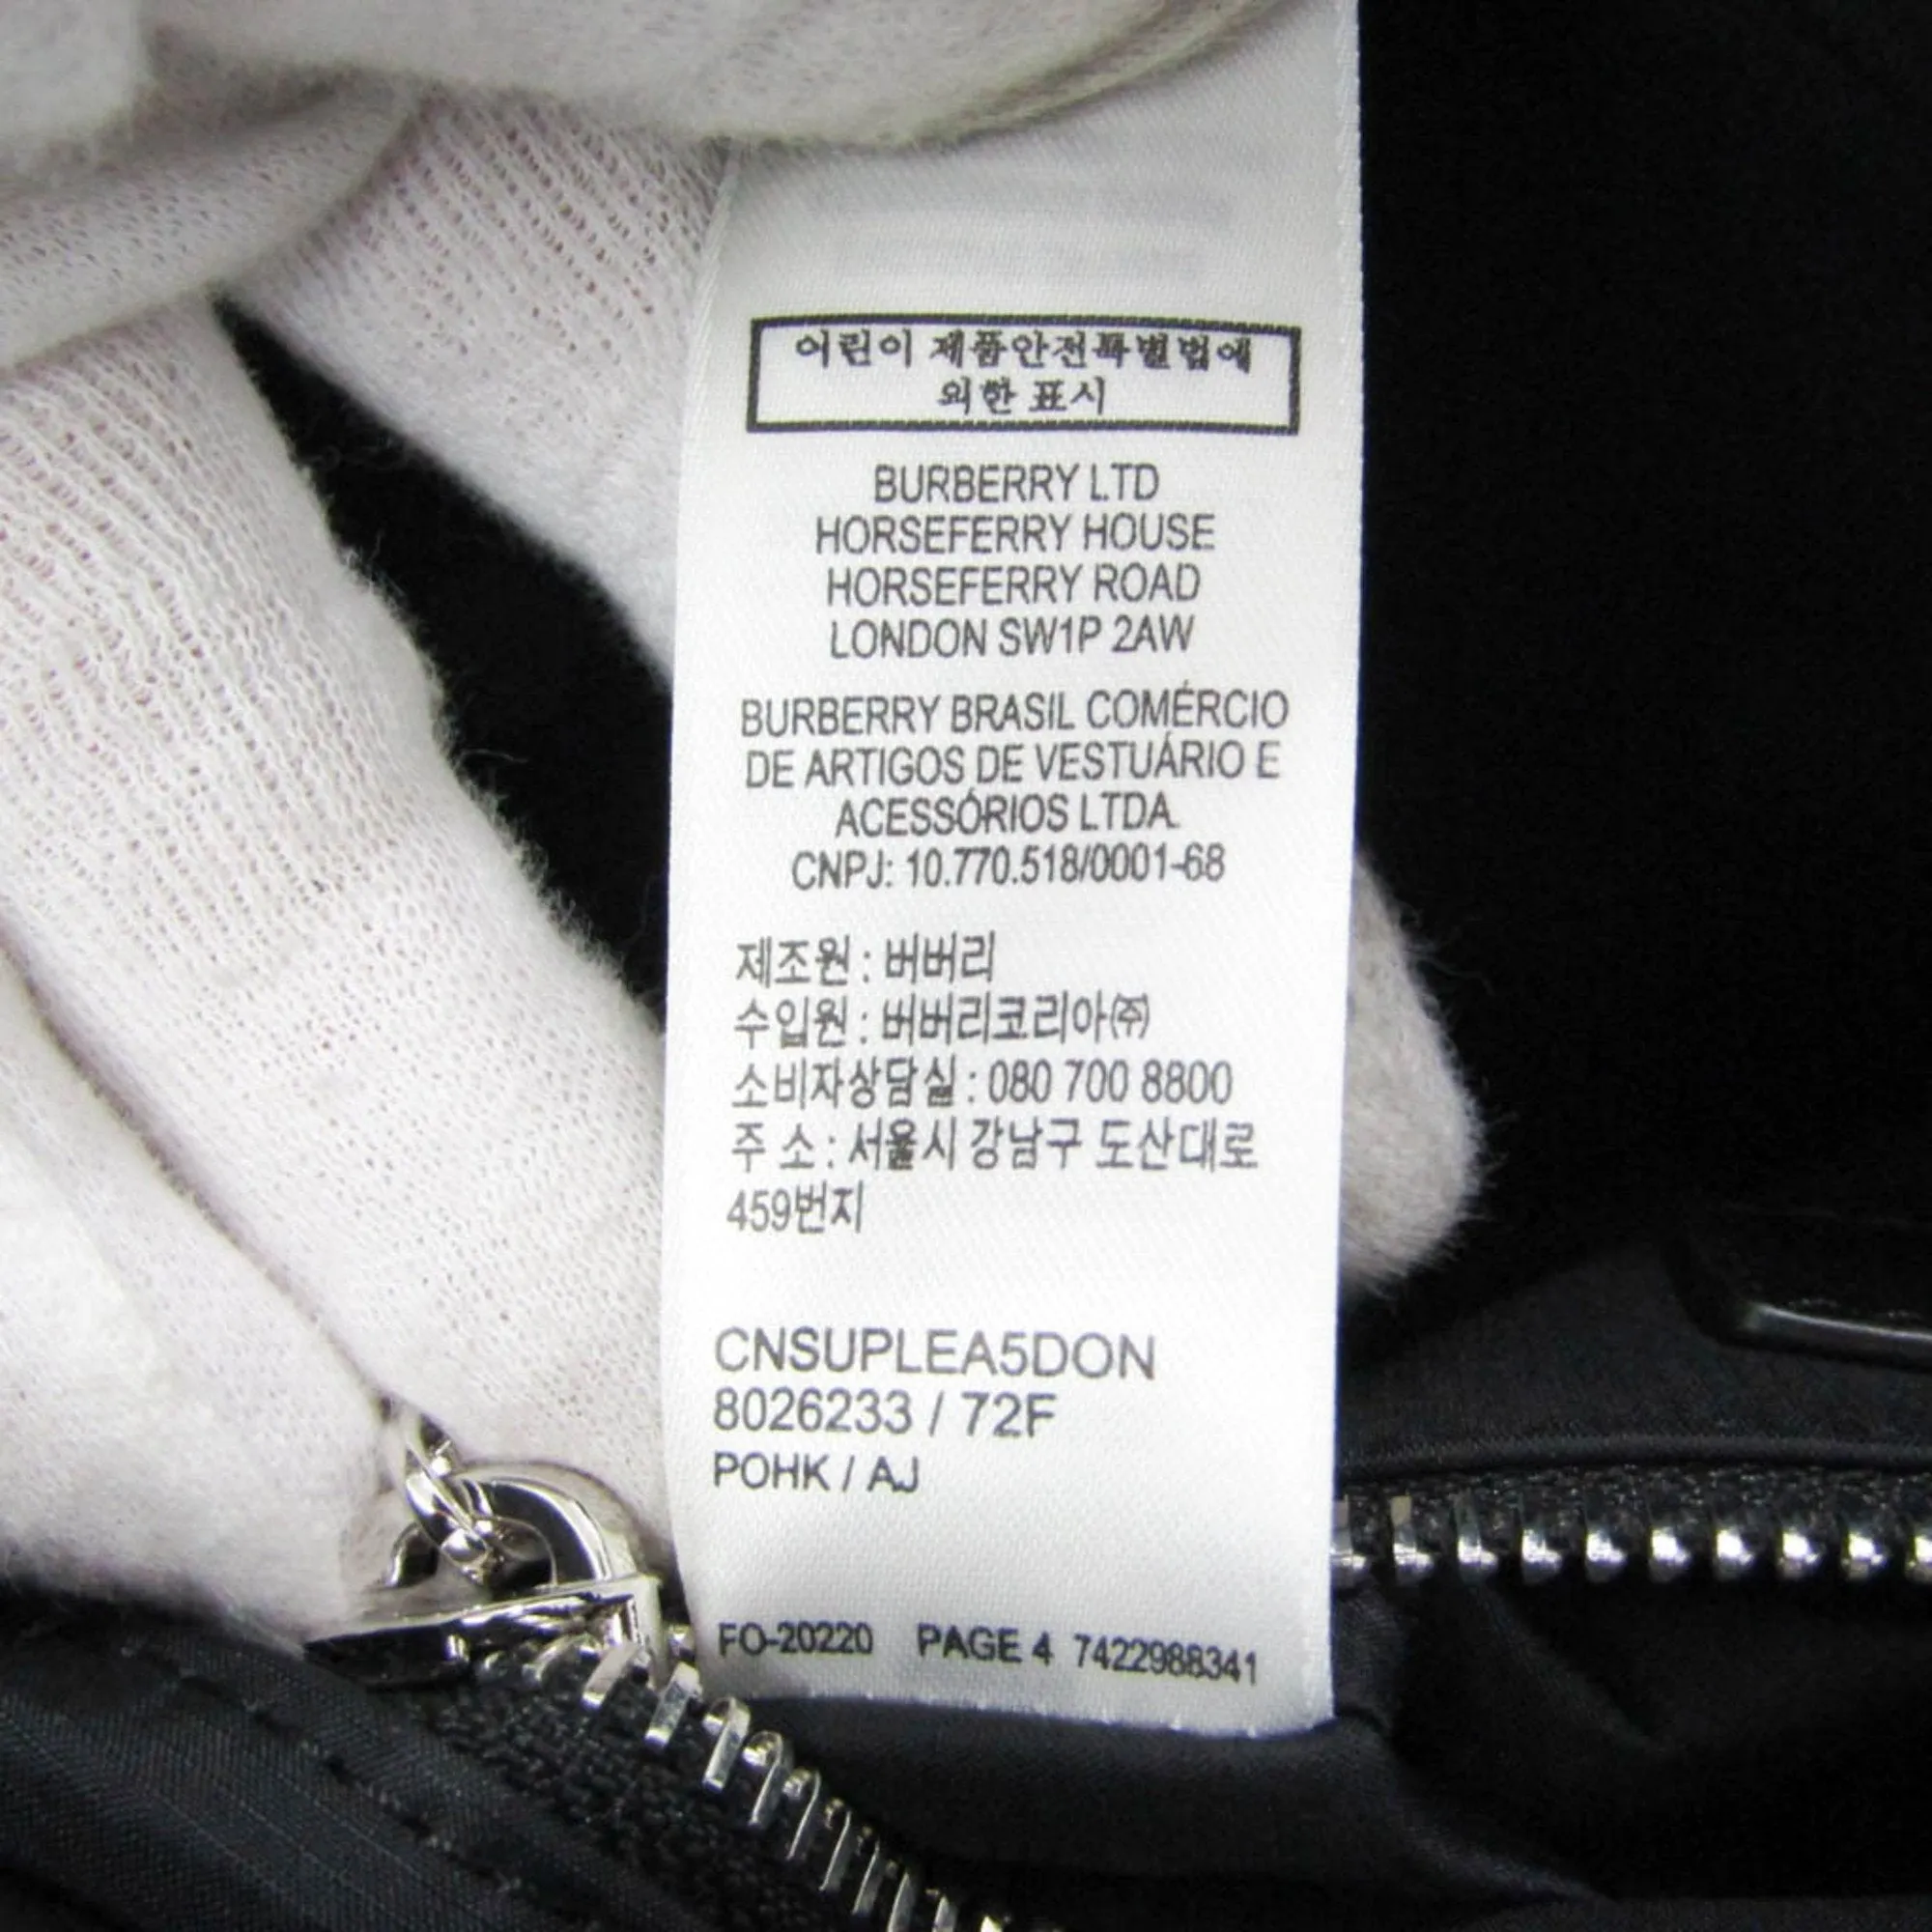 어린이 제품안전특별법에
의한 표시
BURBERRY LTD
HORSEFERRY HOUSE
HORSEFERRY ROAD
LONDON SW1P 2AW
BURBERRY BRASIL COMÉRCIO
DE ARTIGOS DE VESTUÁRIO E
ACESSÓRIOS LTDA.
CNPJ: 10.770.518/0001-68
제조원 : 버버리
수입원 : 버버리코리아㈜
소비자상담실 : 080 700 8800
주 소 : 서울시 강남구 도산대로
459번지
CNSUPLEA5DON
8026233 / 72F
POHK / AJ
FO-20220 PAGE 4 7422988341